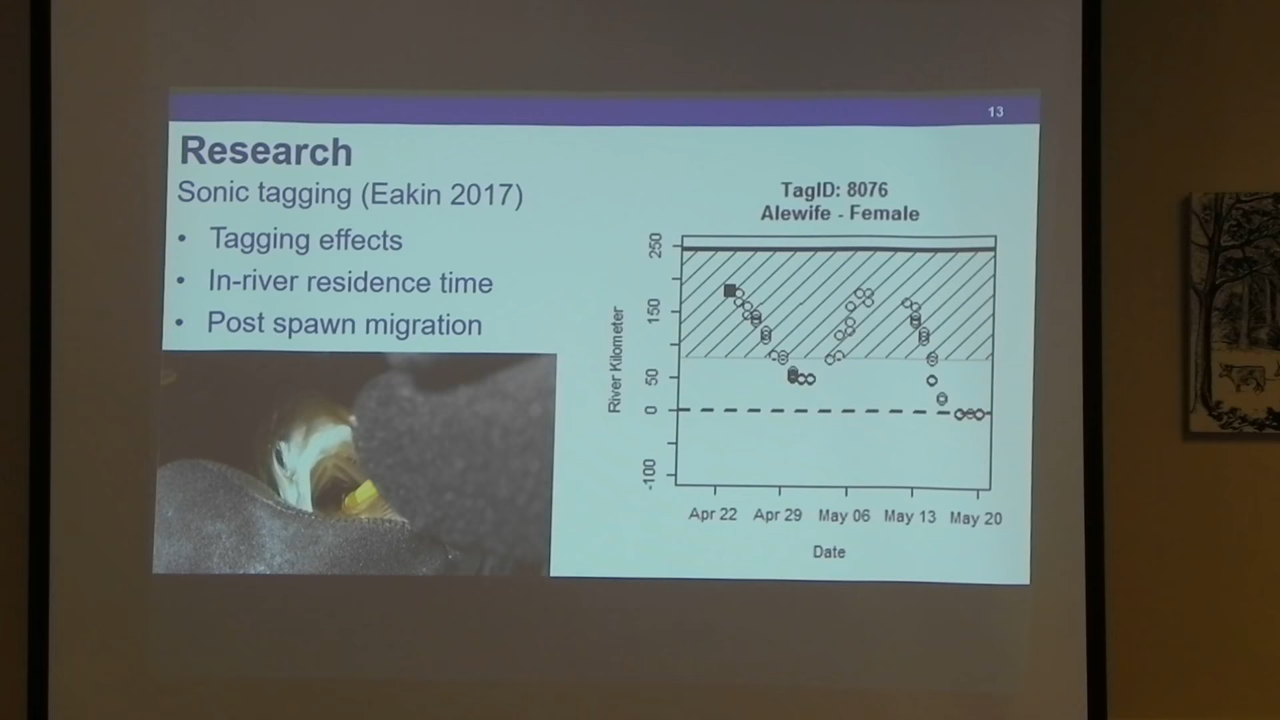 13
Research
Sonic tagging (Eakin 2017)
• Tagging effects
• In-river residence time
• Post spawn migration
TagID: 8076
Alewife - Female
250
150
50
0
-100
River Kilometer
Apr 22 Apr 29 May 06 May 13 May 20
Date